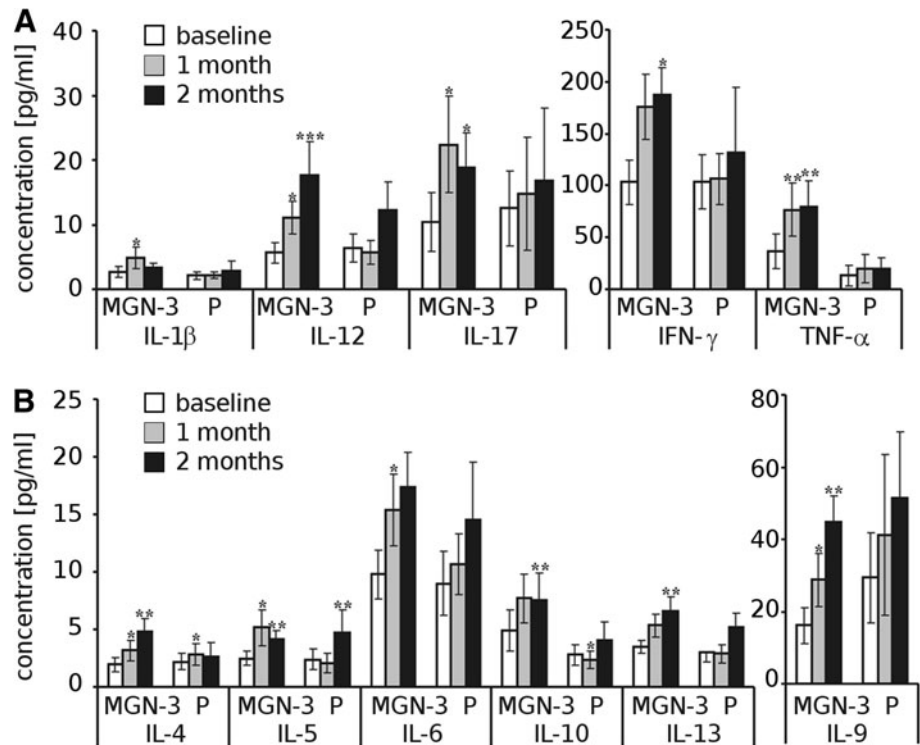 A
concentration [pg/ml]
40
30
20
10
0
baseline
1 month
2 months
*
*
***
*
*
MGN-3 P MGN-3 P MGN-3 P
IL-1β IL-12 IL-17
250
200
150
100
50
0
*
**
**
MGN-3 P MGN-3 P
IFN-γ TNF-α
B
concentration [pg/ml]
25
20
15
10
5
0
baseline
1 month
2 months
*
**
*
*
**
**
*
**
*
**
MGN-3 P MGN-3 P MGN-3 P MGN-3 P MGN-3 P
IL-4 IL-5 IL-6 IL-10 IL-13
80
60
40
20
0
*
**
MGN-3 P
IL-9